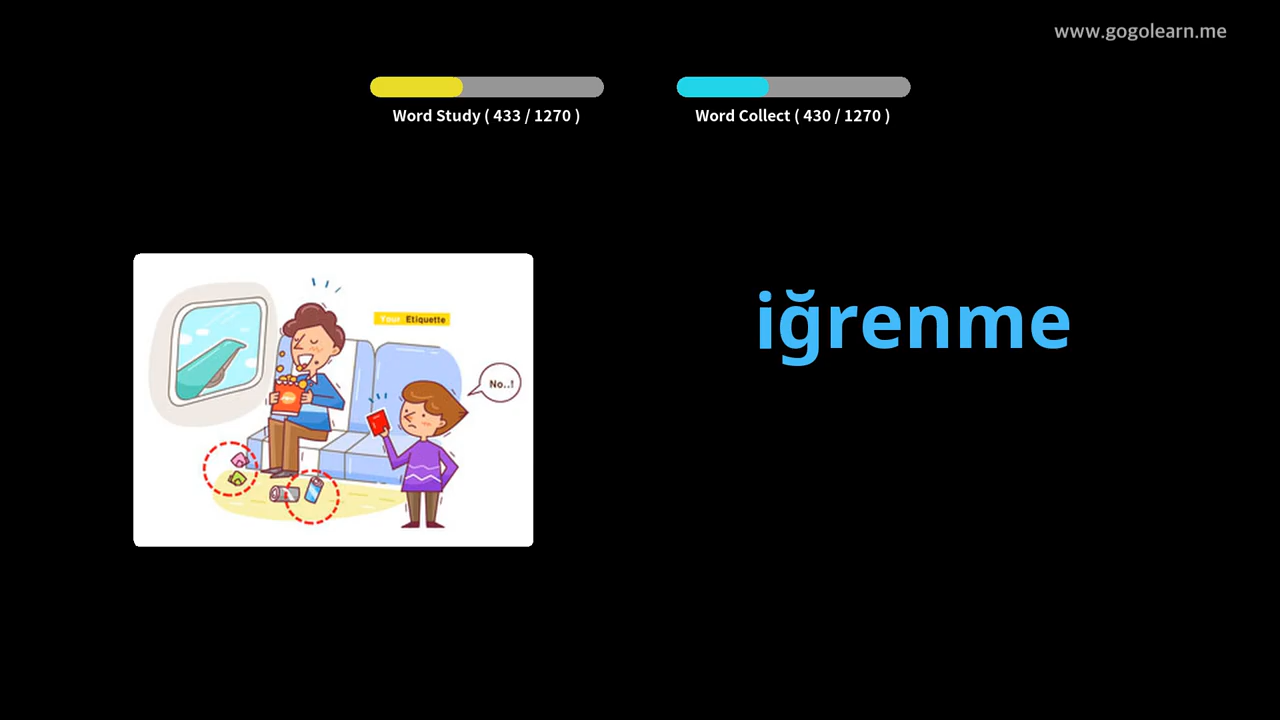 www.gogolearn.me
Word Study ( 433 / 1270 )
Word Collect ( 430 / 1270 )
Your Etiquette
No..!
iğrenme